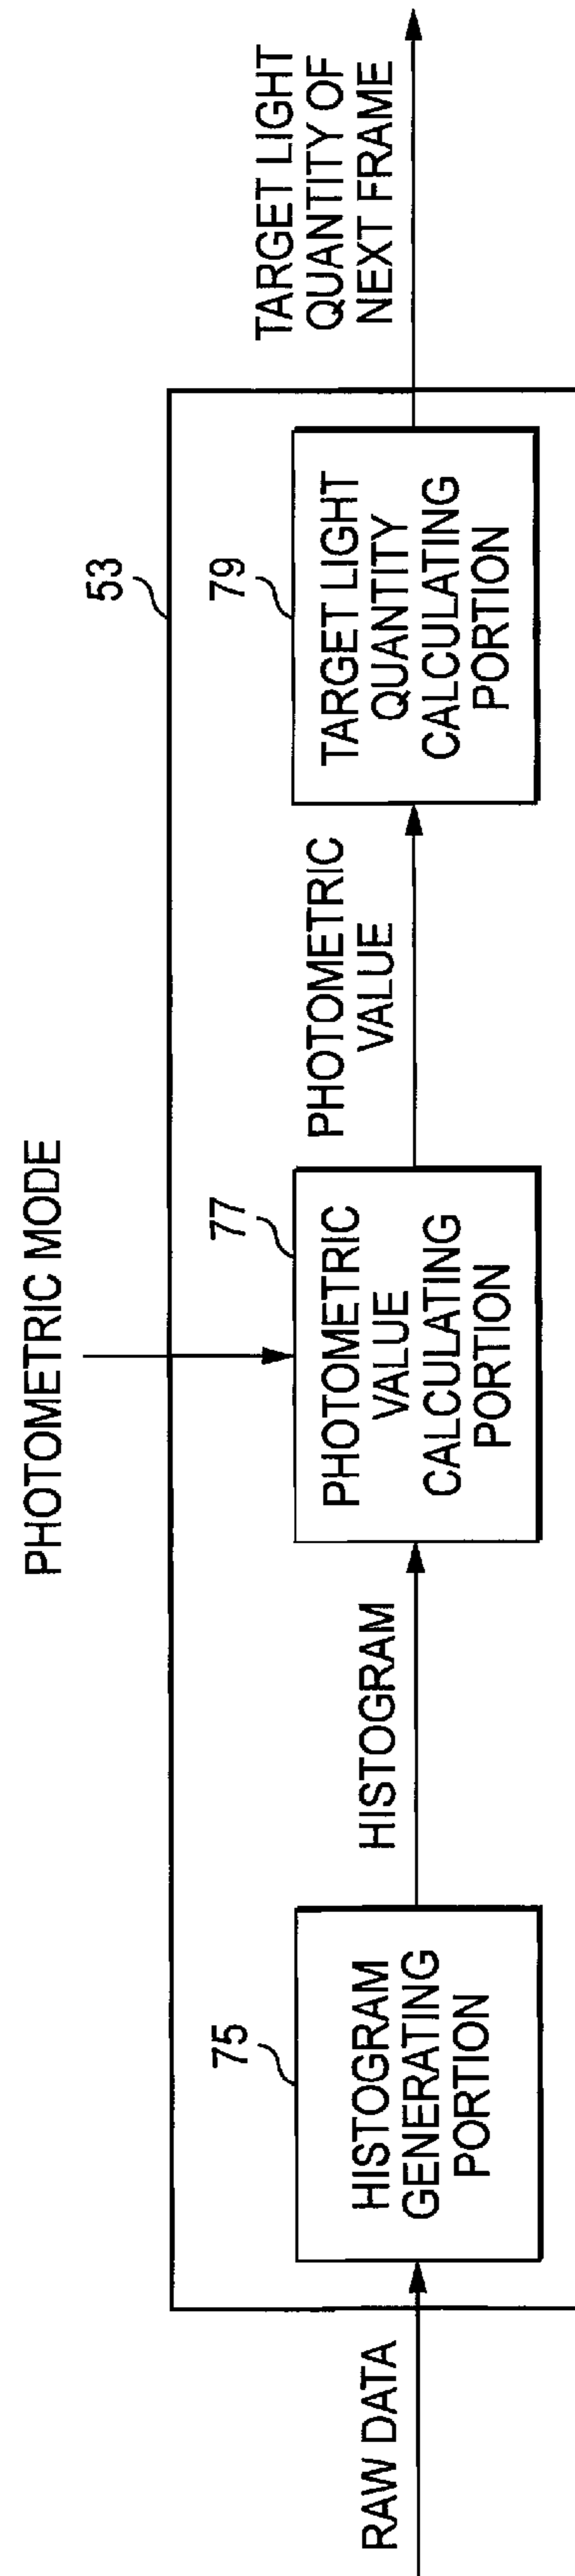 PHOTOMETRIC MODE
53
RAW DATA
75
HISTOGRAM
GENERATING
PORTION
HISTOGRAM
77
PHOTOMETRIC
VALUE
CALCULATING
PORTION
PHOTOMETRIC
VALUE
79
TARGET LIGHT
QUANTITY
CALCULATING
PORTION
TARGET LIGHT
QUANTITY OF
NEXT FRAME